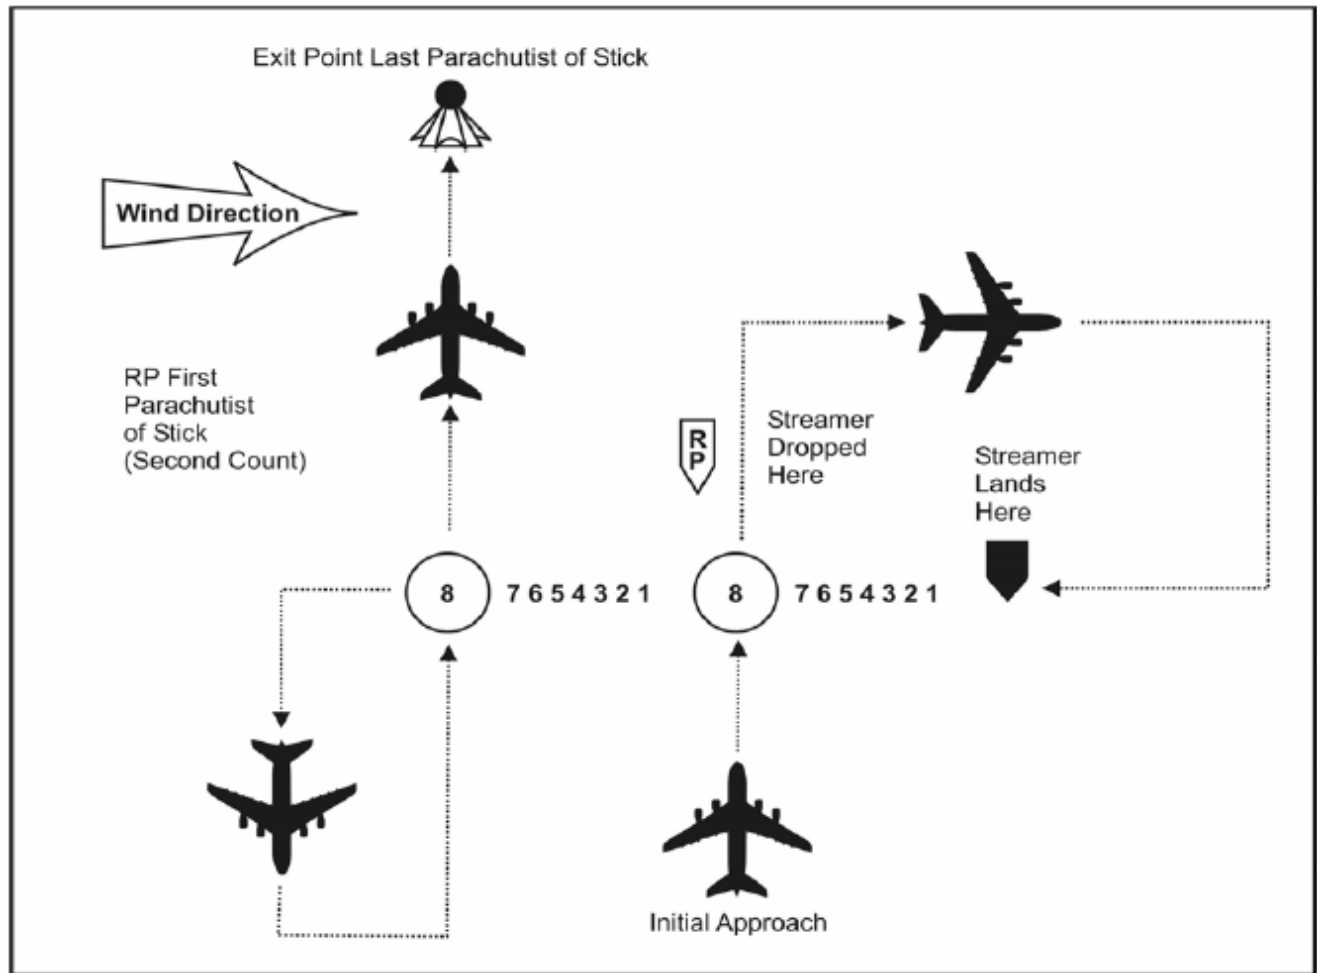 Exit Point Last Parachutist of Stick
Wind Direction
RP First
Parachutist
of Stick
(Second Count)
R
P
Streamer
Dropped
Here
Streamer
Lands
Here
8
7 6 5 4 3 2 1
8
7 6 5 4 3 2 1
Initial Approach